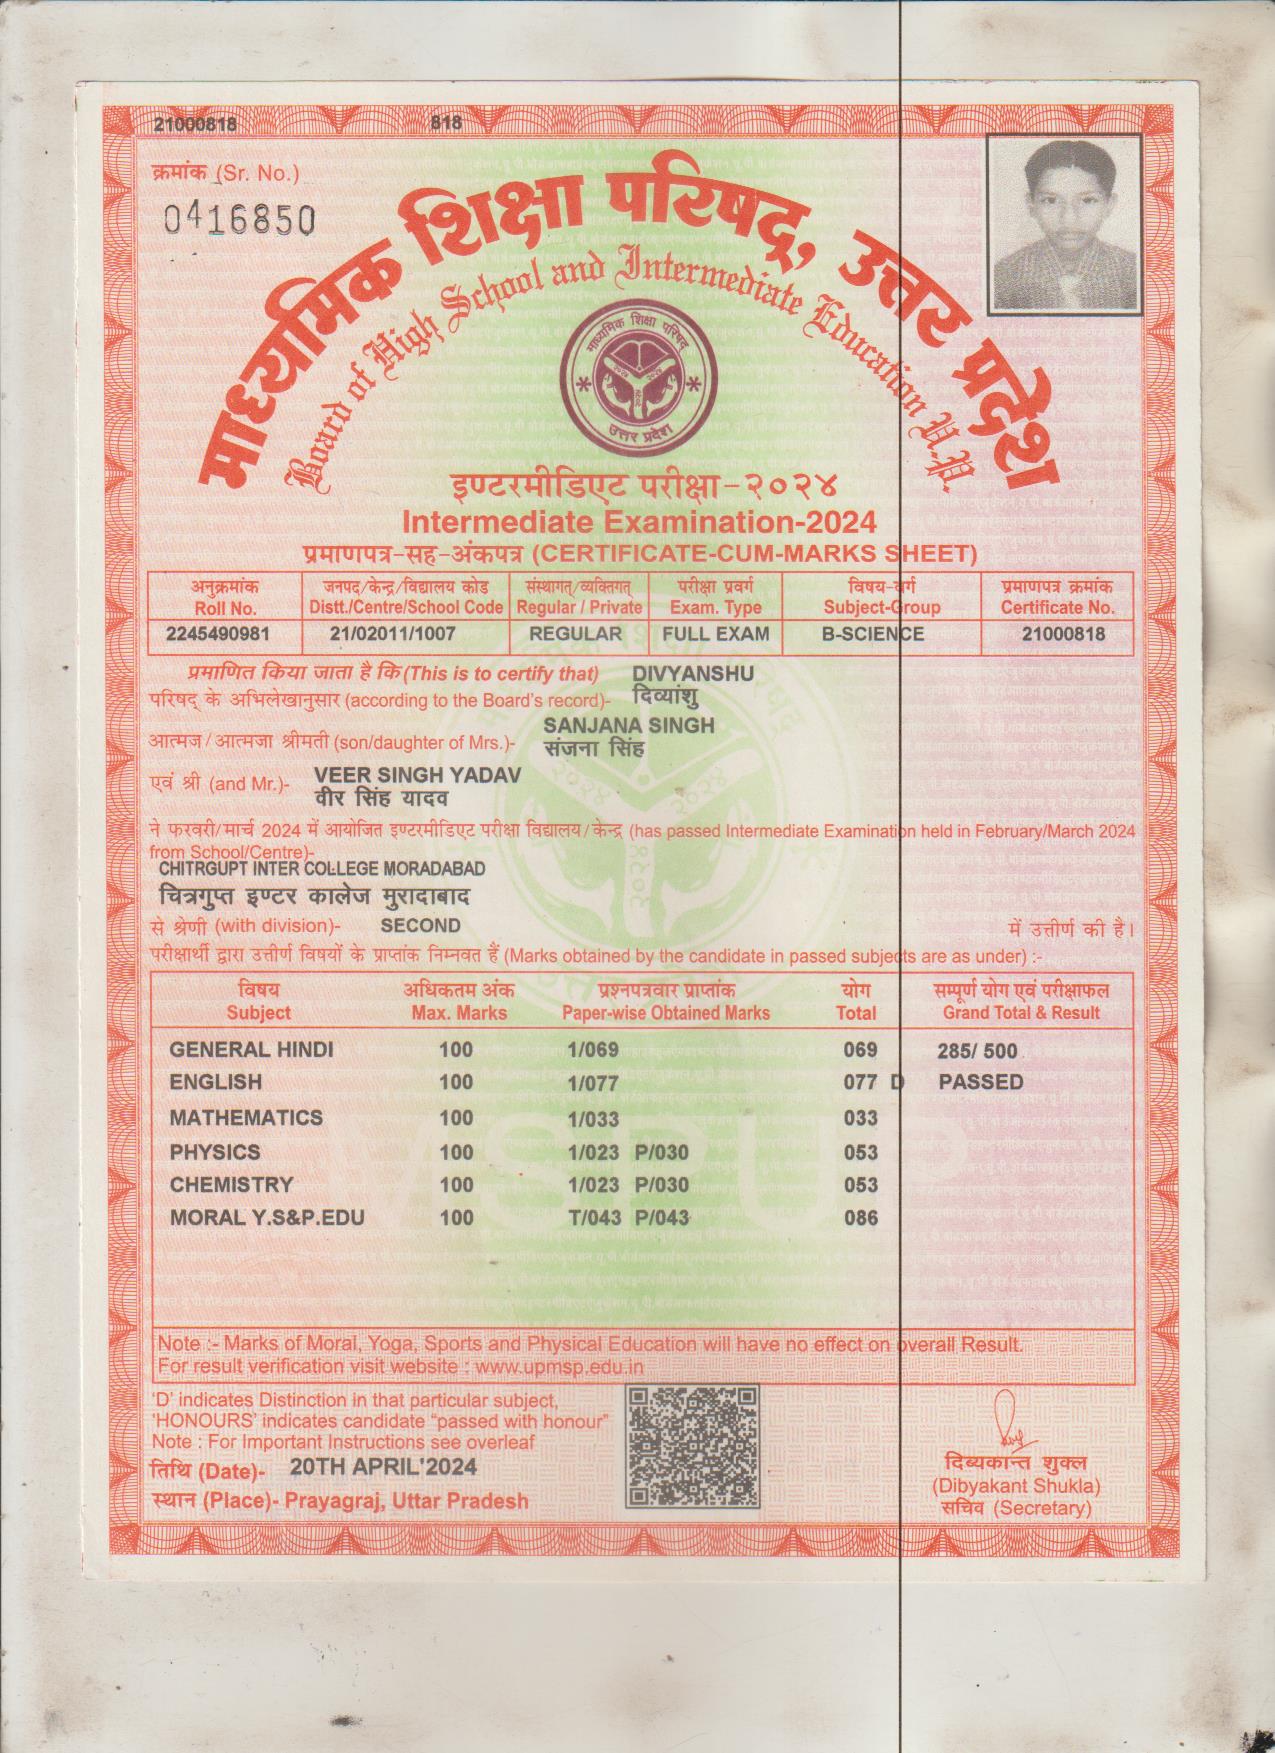 21000818 818
क्रमांक (Sr. No.)
0416850
माध्यमिक शिक्षा परिषद्, उत्तर प्रदेश
Board of High School and Intermediate Education U.P.
माध्यमिक शिक्षा परिषद
उत्तर प्रदेश
इण्टरमीडिएट परीक्षा-२०२४
Intermediate Examination-2024
प्रमाणपत्र-सह-अंकपत्र (CERTIFICATE-CUM-MARKS SHEET)
अनुक्रमांक जनपद/केन्द्र/विद्यालय कोड संस्थागत्/व्यक्तिगत् परीक्षा प्रवर्ग विषय-वर्ग प्रमाणपत्र क्रमांक
Roll No. Distt./Centre/School Code Regular / Private Exam. Type Subject-Group Certificate No.
2245490981 21/02011/1007 REGULAR FULL EXAM B-SCIENCE 21000818
प्रमाणित किया जाता है कि (This is to certify that) DIVYANSHU
परिषद् के अभिलेखानुसार (according to the Board's record)- दिव्यांशु
SANJANA SINGH
आत्मज/आत्मजा श्रीमती (son/daughter of Mrs.)- संजना सिंह
एवं श्री (and Mr.)- VEER SINGH YADAV
वीर सिंह यादव
ने फरवरी/मार्च 2024 में आयोजित इण्टरमीडिएट परीक्षा विद्यालय/केन्द्र (has passed Intermediate Examination held in February/March 2024
from School/Centre)-
CHITRGUPT INTER COLLEGE MORADABAD
चित्रगुप्त इण्टर कालेज मुरादाबाद
से श्रेणी (with division)- SECOND में उत्तीर्ण की है।
परीक्षार्थी द्वारा उत्तीर्ण विषयों के प्राप्तांक निम्नवत हैं (Marks obtained by the candidate in passed subjects are as under) :-
विषय अधिकतम अंक प्रश्नपत्रवार प्राप्तांक योग सम्पूर्ण योग एवं परीक्षाफल
Subject Max. Marks Paper-wise Obtained Marks Total Grand Total & Result
GENERAL HINDI 100 1/069 069 285/ 500
ENGLISH 100 1/077 077 D PASSED
MATHEMATICS 100 1/033 033
PHYSICS 100 1/023 P/030 053
CHEMISTRY 100 1/023 P/030 053
MORAL Y.S&P.EDU 100 T/043 P/043 086
Note :- Marks of Moral, Yoga, Sports and Physical Education will have no effect on overall Result.
For result verification visit website : www.upmsp.edu.in
'D' indicates Distinction in that particular subject,
'HONOURS' indicates candidate "passed with honour"
Note : For Important Instructions see overleaf
तिथि (Date)- 20TH APRIL'2024
स्थान (Place)- Prayagraj, Uttar Pradesh
दिव्यकान्त शुक्ल
(Dibyakant Shukla)
सचिव (Secretary)